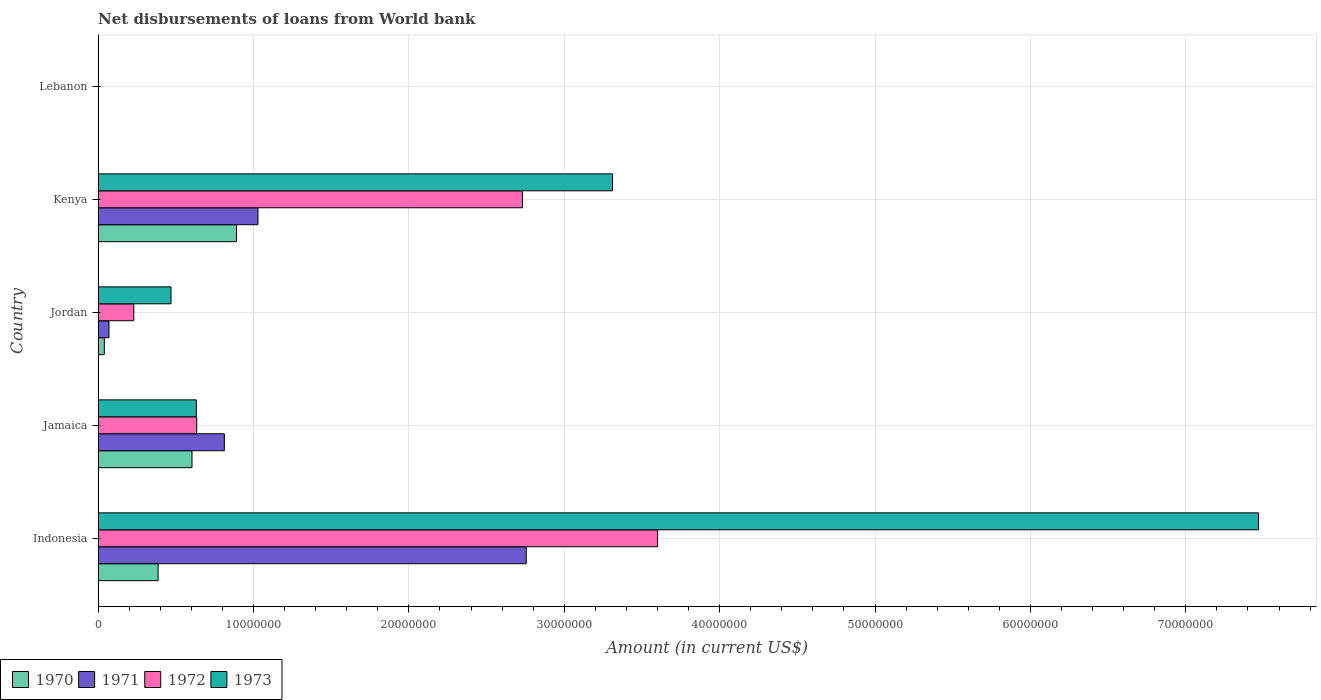 Net disbursements of loans from World bank
Country
Lebanon
Kenya
Jordan
Jamaica
Indonesia
0
10000000
20000000
30000000
40000000
50000000
60000000
70000000
Amount (in current US$)
1970
1971
1972
1973